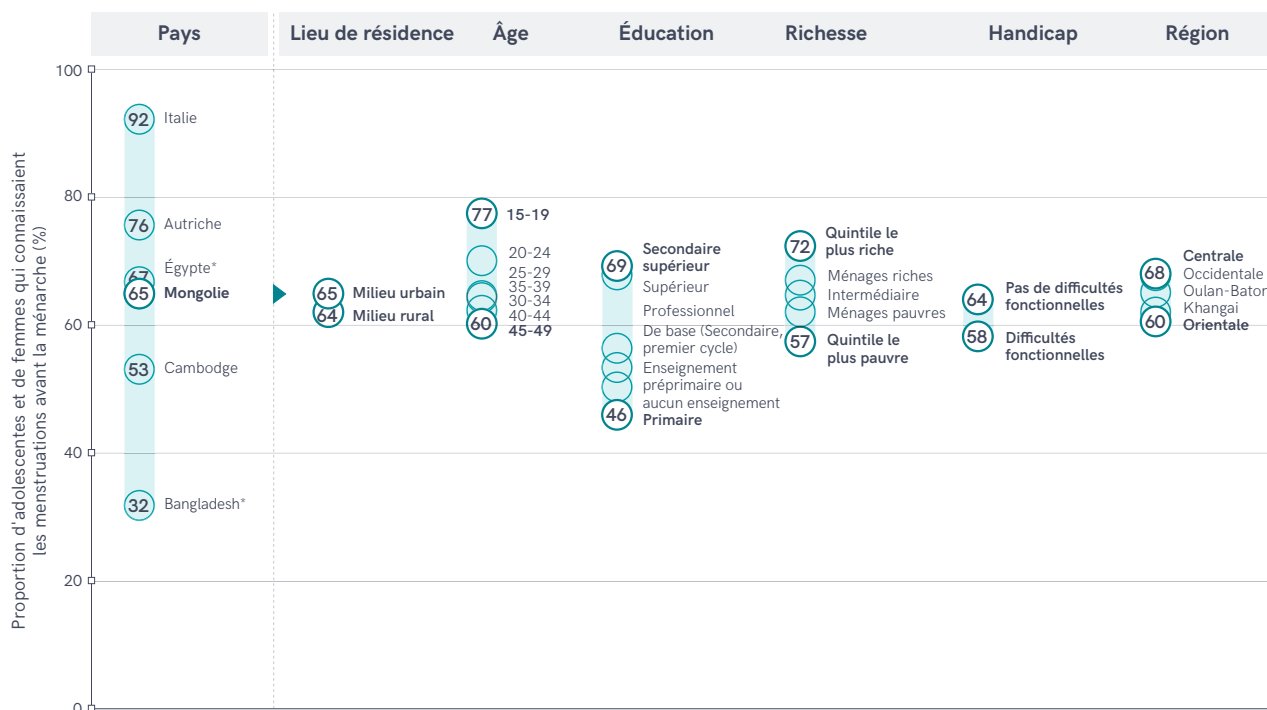 Pays
Lieu de résidence
Âge
Éducation
Richesse
Handicap
Région
Proportion d'adolescentes et de femmes qui connaissaient
les menstruations avant la ménarche (%)
100
80
60
40
20
0
92 Italie
76 Autriche
67 Égypte*
65 Mongolie
53 Cambodge
32 Bangladesh*
65 Milieu urbain
64 Milieu rural
77 15-19
20-24
25-29
35-39
30-34
40-44
60 45-49
69 Secondaire
supérieur
Supérieur
Professionnel
De base (Secondaire,
premier cycle)
Enseignement
préprimaire ou
aucun enseignement
46 Primaire
72 Quintile le
plus riche
Ménages riches
Intermédiaire
Ménages pauvres
57 Quintile le
plus pauvre
64 Pas de difficultés
fonctionnelles
58 Difficultés
fonctionnelles
68 Centrale
Occidentale
Oulan-Bator
Khangai
60 Orientale